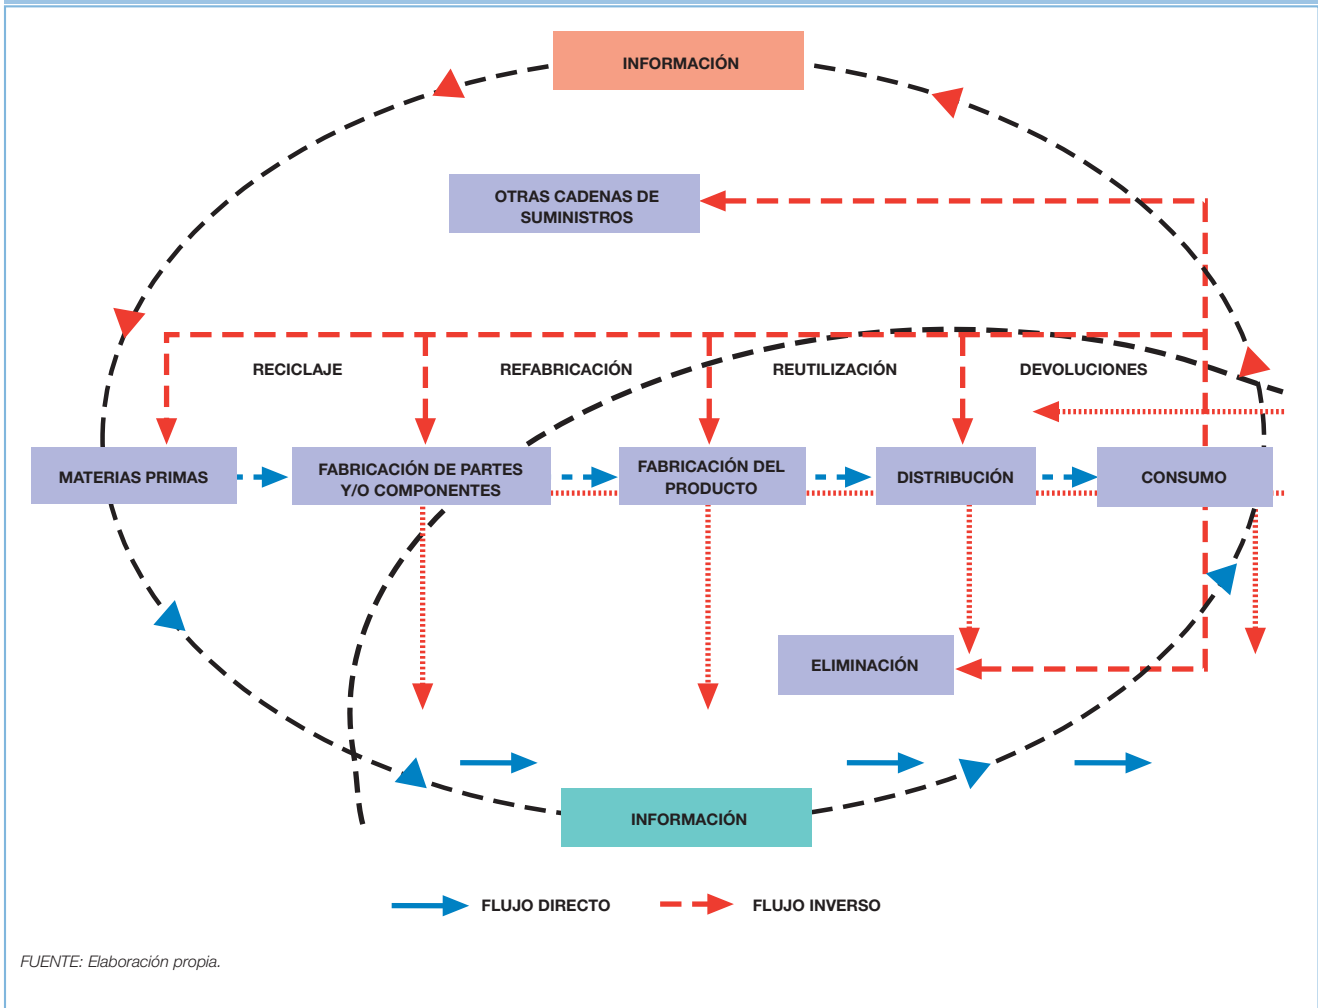 INFORMACIÓN
OTRAS CADENAS DE
SUMINISTROS
RECICLAJE
REFABRICACIÓN
REUTILIZACIÓN
DEVOLUCIONES
MATERIAS PRIMAS
FABRICACIÓN DE PARTES
Y/O COMPONENTES
FABRICACIÓN DEL
PRODUCTO
DISTRIBUCIÓN
CONSUMO
ELIMINACIÓN
INFORMACIÓN
FLUJO DIRECTO
FLUJO INVERSO
FUENTE: Elaboración propia.